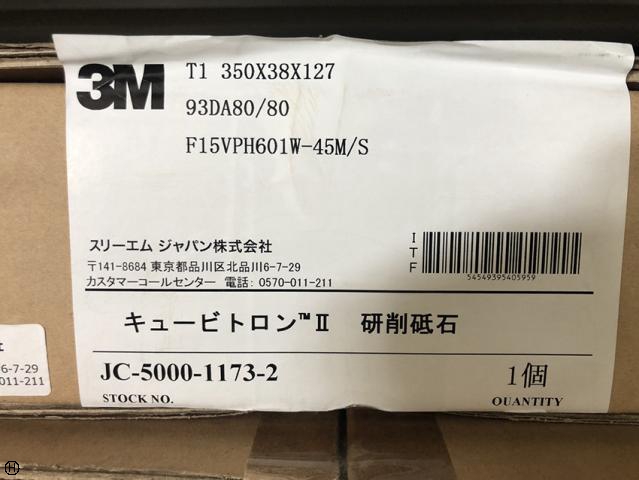 3M
T1 350X38X127
93DA80/80
F15VPH601W-45M/S
スリーエム ジャパン株式会社
〒141-8684 東京都品川区北品川6-7-29
カスタマーコールセンター 電話: 0570-011-211
ITF
54549395405959
キュービトロン™Ⅱ 研削砥石
JC-5000-1173-2
1個
STOCK NO.
QUANTITY
6-7-29
011-211
H